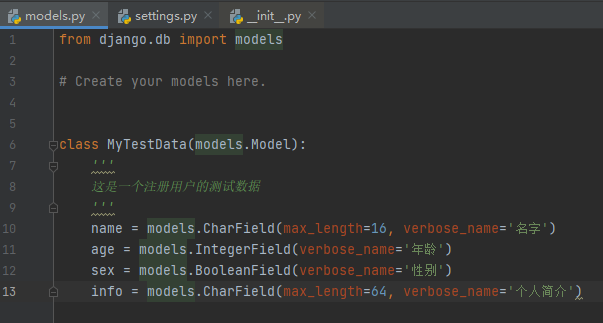 models.py settings.py __init__.py
1 from django.db import models
2
3 # Create your models here.
4
5
6 class MyTestData(models.Model):
7 '''
8 这是一个注册用户的测试数据
9 '''
10 name = models.CharField(max_length=16, verbose_name='名字')
11 age = models.IntegerField(verbose_name='年龄')
12 sex = models.BooleanField(verbose_name='性别')
13 info = models.CharField(max_length=64, verbose_name='个人简介')